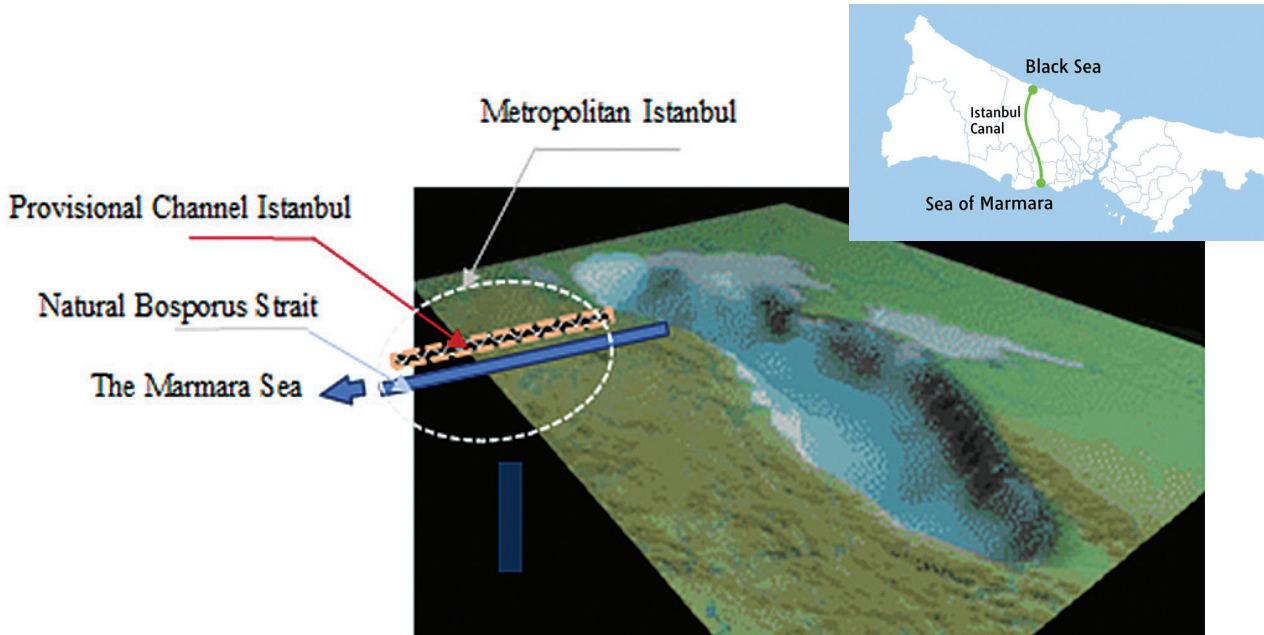 Metropolitan Istanbul
Provisional Channel Istanbul
Natural Bosporus Strait
The Marmara Sea
Black Sea
Istanbul
Canal
Sea of Marmara